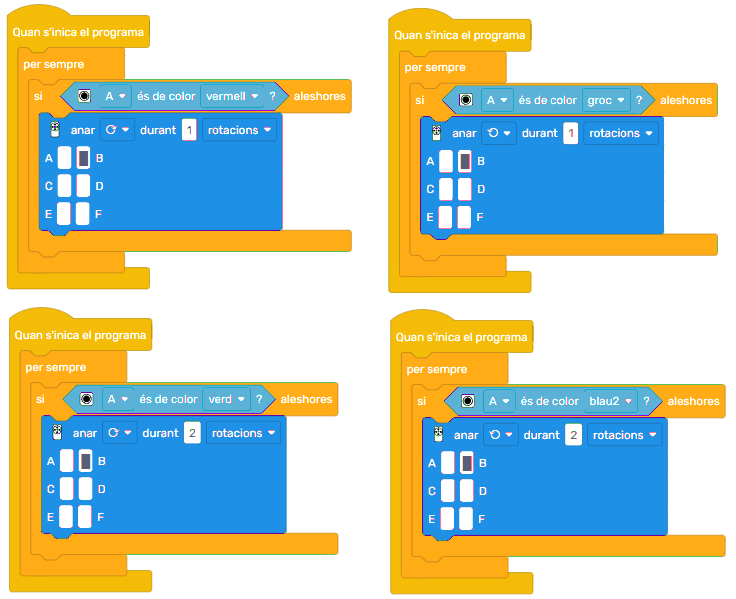 Quan s'inica el programa
per sempre
si A és de color vermell ? aleshores
anar durant 1 rotacions
A B
C D
E F
Quan s'inica el programa
per sempre
si A és de color groc ? aleshores
anar durant 1 rotacions
A B
C D
E F
Quan s'inica el programa
per sempre
si A és de color verd ? aleshores
anar durant 2 rotacions
A B
C D
E F
Quan s'inica el programa
per sempre
si A és de color blau2 ? aleshores
anar durant 2 rotacions
A B
C D
E F